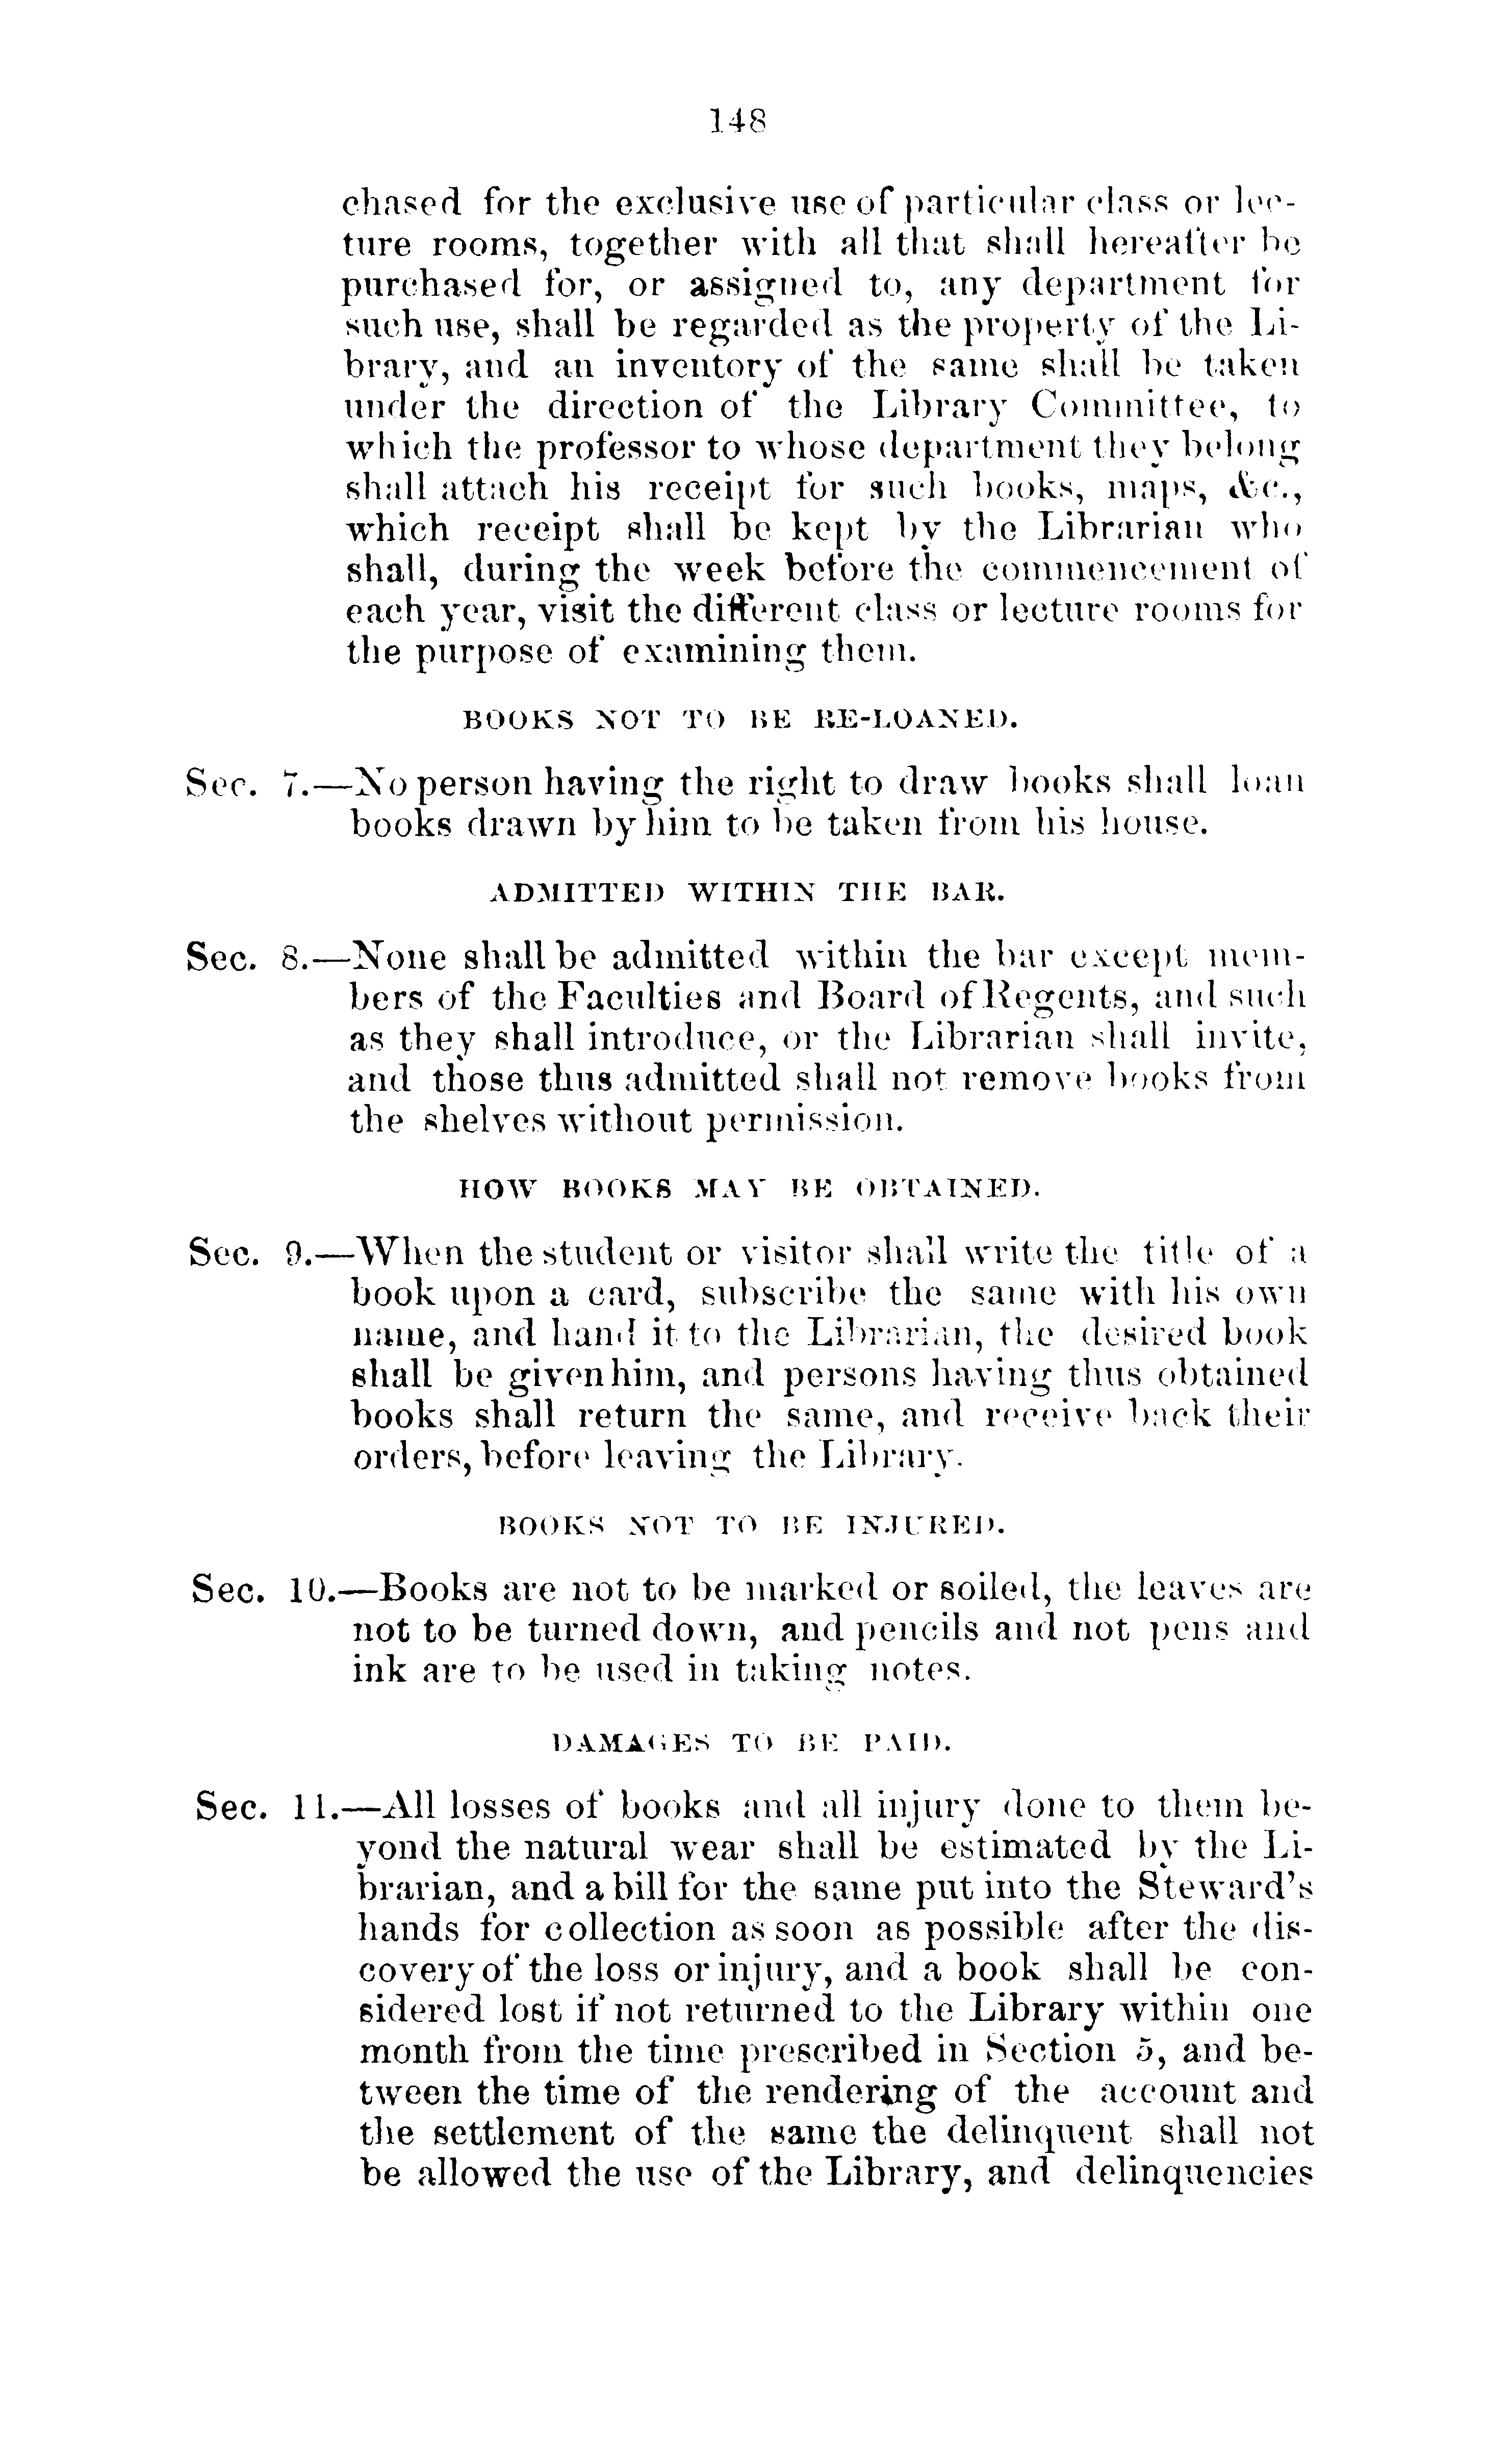 148
chased for the exclusive use of particular class or lec-
ture rooms, together with all that shall hereafter be
purchased for, or assigned to, any department for
such use, shall be regarded as the property of the Li-
brary, and an inventory of the same shall be taken
under the direction of the Library Committee, to
which the professor to whose department they belong
shall attach his receipt for such books, maps, &c.,
which receipt shall be kept by the Librarian who
shall, during the week before the commencement of
each year, visit the different class or lecture rooms for
the purpose of examining them.
BOOKS NOT TO BE RE-LOANED.
Sec. 7.—No person having the right to draw books shall loan
books drawn by him to be taken from his house.
ADMITTED WITHIN THE BAR.
Sec. 8.—None shall be admitted within the bar except mem-
bers of the Faculties and Board of Regents, and such
as they shall introduce, or the Librarian shall invite,
and those thus admitted shall not remove books from
the shelves without permission.
HOW BOOKS MAY BE OBTAINED.
Sec. 9.—When the student or visitor shall write the title of a
book upon a card, subscribe the same with his own
name, and hand it to the Librarian, the desired book
shall be given him, and persons having thus obtained
books shall return the same, and receive back their
orders, before leaving the Library.
BOOKS NOT TO BE INJURED.
Sec. 10.—Books are not to be marked or soiled, the leaves are
not to be turned down, and pencils and not pens and
ink are to be used in taking notes.
DAMAGES TO BE PAID.
Sec. 11.—All losses of books and all injury done to them be-
yond the natural wear shall be estimated by the Li-
brarian, and a bill for the same put into the Steward's
hands for collection as soon as possible after the dis-
covery of the loss or injury, and a book shall be con-
sidered lost if not returned to the Library within one
month from the time prescribed in Section 5, and be-
tween the time of the rendering of the account and
the settlement of the same the delinquent shall not
be allowed the use of the Library, and delinquencies